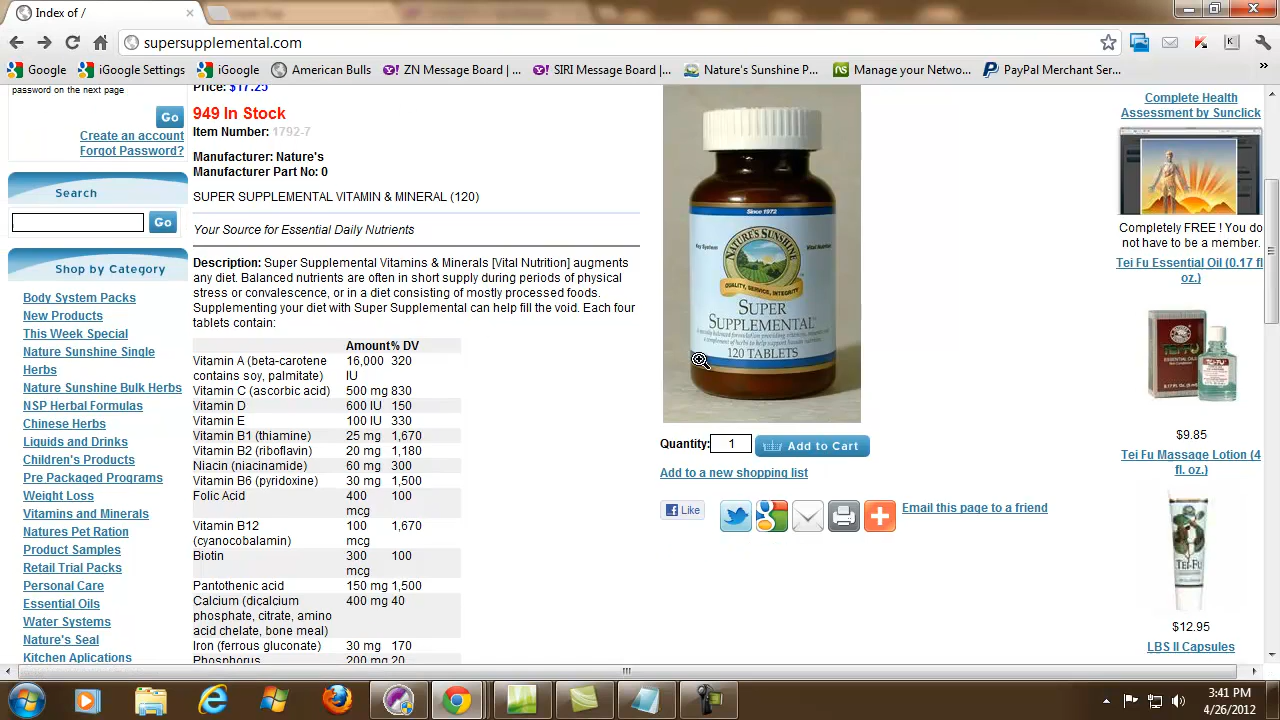 Index of /
supersupplemental.com
Google
iGoogle Settings
iGoogle
American Bulls
ZN Message Board | ...
SIRI Message Board |...
Nature's Sunshine P...
Manage your Netwo...
PayPal Merchant Ser...
password on the next page
Go
Create an account
Forgot Password?
Search
Go
Shop by Category
Body System Packs
New Products
This Week Special
Nature Sunshine Single
Herbs
Nature Sunshine Bulk Herbs
NSP Herbal Formulas
Chinese Herbs
Liquids and Drinks
Children's Products
Pre Packaged Programs
Weight Loss
Vitamins and Minerals
Natures Pet Ration
Product Samples
Retail Trial Packs
Personal Care
Essential Oils
Water Systems
Nature's Seal
Kitchen Aplications
Price: $17.25
949 In Stock
Item Number: 1792-7
Manufacturer: Nature's
Manufacturer Part No: 0
SUPER SUPPLEMENTAL VITAMIN & MINERAL (120)
Your Source for Essential Daily Nutrients
Description: Super Supplemental Vitamins & Minerals [Vital Nutrition] augments
any diet. Balanced nutrients are often in short supply during periods of physical
stress or convalescence, or in a diet consisting of mostly processed foods.
Supplementing your diet with Super Supplemental can help fill the void. Each four
tablets contain:
Amount % DV
Vitamin A (beta-carotene 16,000 320
contains soy, palmitate) IU
Vitamin C (ascorbic acid) 500 mg 830
Vitamin D 600 IU 150
Vitamin E 100 IU 330
Vitamin B1 (thiamine) 25 mg 1,670
Vitamin B2 (riboflavin) 20 mg 1,180
Niacin (niacinamide) 60 mg 300
Vitamin B6 (pyridoxine) 30 mg 1,500
Folic Acid 400 100
mcg
Vitamin B12 100 1,670
(cyanocobalamin) mcg
Biotin 300 100
mcg
Pantothenic acid 150 mg 1,500
Calcium (dicalcium 400 mg 40
phosphate, citrate, amino
acid chelate, bone meal)
Iron (ferrous gluconate) 30 mg 170
Phosphorus 200 mg 20
Since 1972
Key System
Vital Nutrition
NATURE'S SUNSHINE
QUALITY, SERVICE, INTEGRITY
SUPER
SUPPLEMENTAL
120 TABLETS
Quantity: 1 Add to Cart
Add to a new shopping list
Like
Email this page to a friend
Complete Health
Assessment by Sunclick
Completely FREE ! You do
not have to be a member.
Tei Fu Essential Oil (0.17 fl
oz.)
TEI FU
$9.85
Tei Fu Massage Lotion (4
fl. oz.)
TEI-FU
$12.95
LBS II Capsules
3:41 PM
4/26/2012